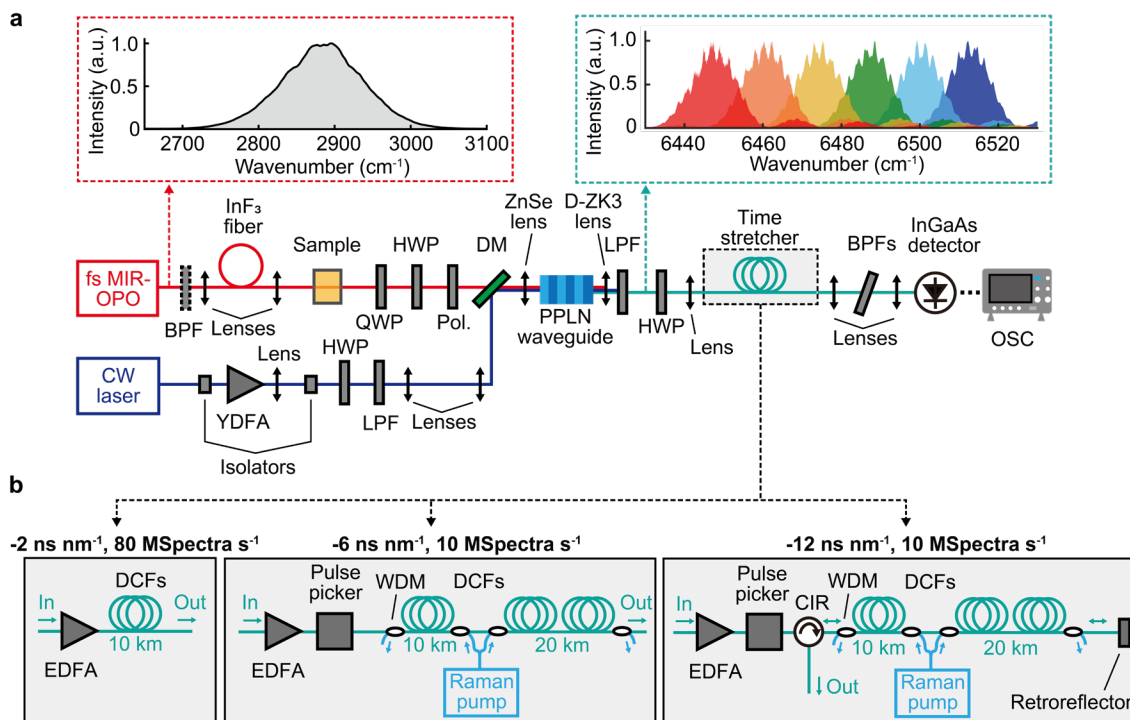 a
Intensity (a.u.)
1.0
0.5
0
2700
2800
2900
3000
3100
Wavenumber (cm⁻¹)
Intensity (a.u.)
1.0
0.5
0
6440
6460
6480
6500
6520
Wavenumber (cm⁻¹)
fs MIR-
OPO
BPF
InF₃
fiber
Lenses
Sample
QWP
HWP
Pol.
DM
ZnSe
lens
PPLN
waveguide
D-ZK3
lens
LPF
HWP
Lens
Time
stretcher
BPFs
Lenses
InGaAs
detector
OSC
CW
laser
YDFA
Isolators
Lens
HWP
LPF
Lenses
b
-2 ns nm⁻¹, 80 MSpectra s⁻¹
In
EDFA
DCFs
10 km
Out
-6 ns nm⁻¹, 10 MSpectra s⁻¹
In
EDFA
Pulse
picker
WDM
DCFs
10 km
20 km
Raman
pump
Out
-12 ns nm⁻¹, 10 MSpectra s⁻¹
In
EDFA
Pulse
picker
CIR
Out
WDM
DCFs
10 km
20 km
Raman
pump
Retroreflector